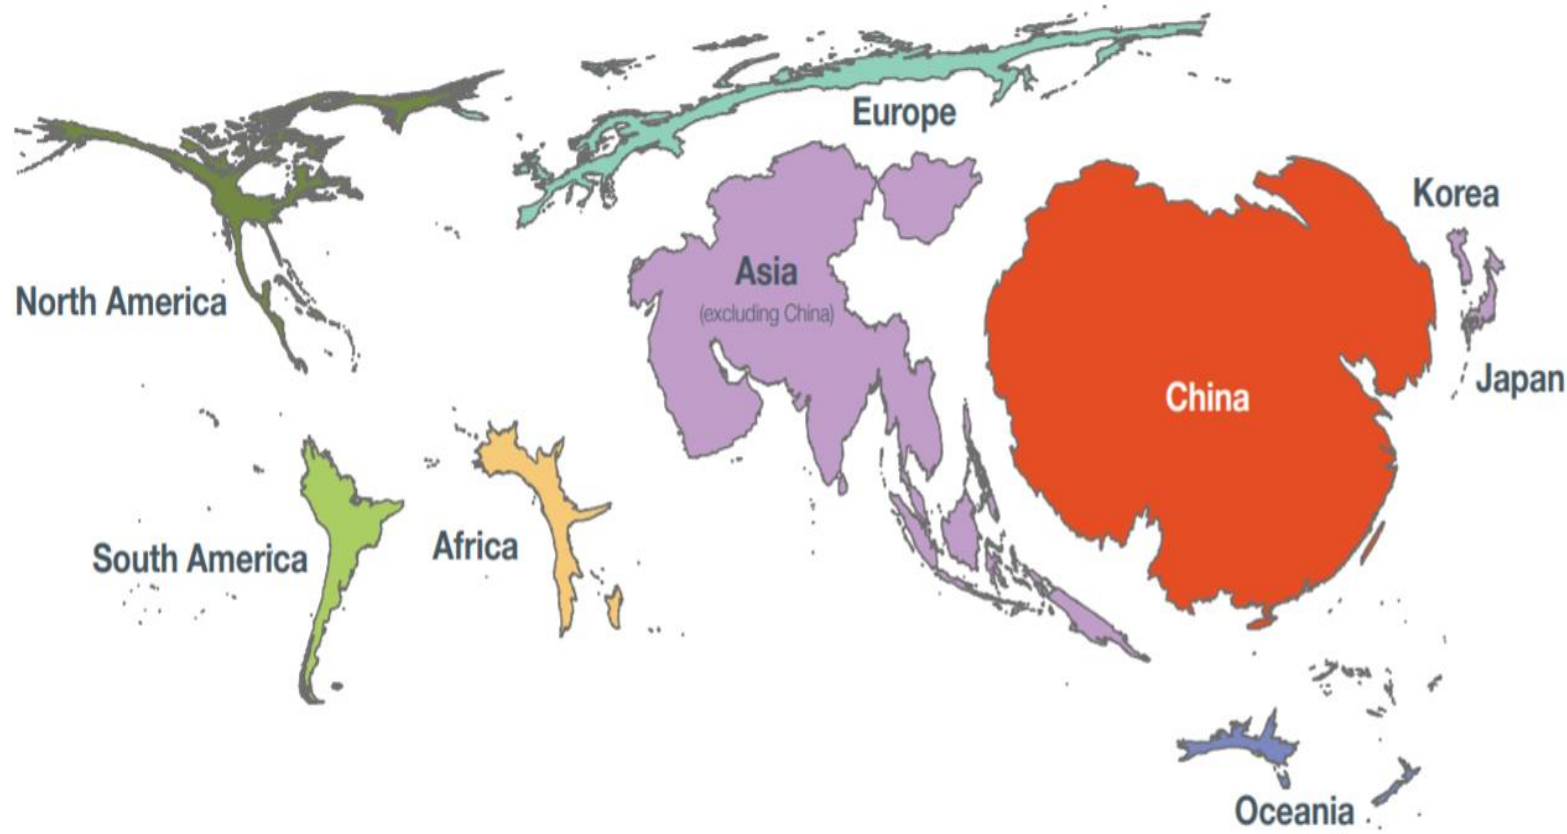 Europe
Korea
Asia
(excluding China)
North America
Japan
China
South America
Africa
Oceania